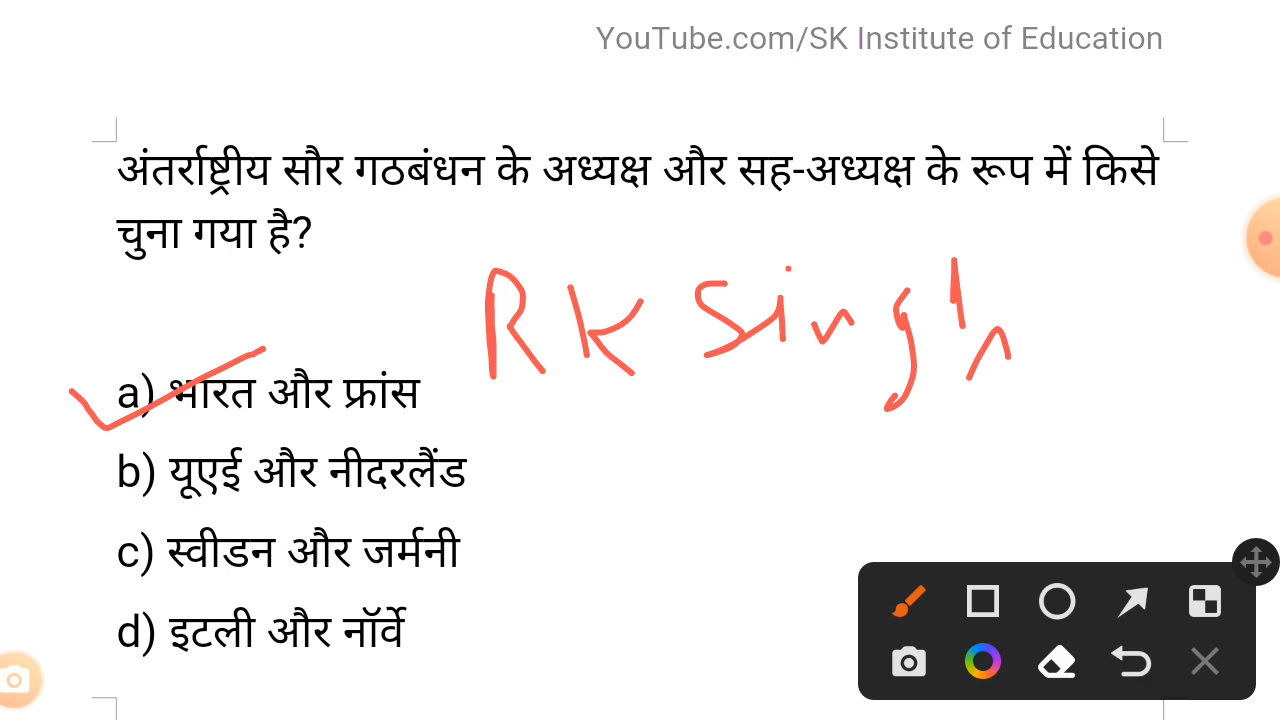 YouTube.com/SK Institute of Education
अंतर्राष्ट्रीय सौर गठबंधन के अध्यक्ष और सह-अध्यक्ष के रूप में किसे
चुना गया है?
RK Singh
a) भारत और फ्रांस
b) यूएई और नीदरलैंड
c) स्वीडन और जर्मनी
d) इटली और नॉर्वे